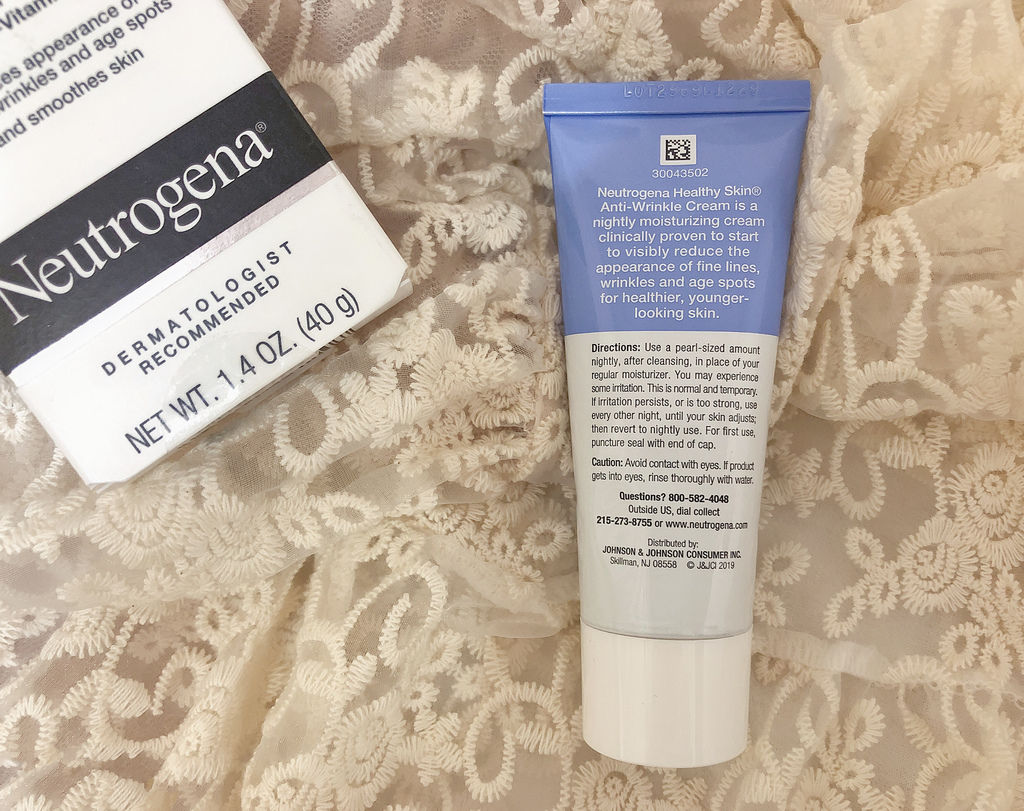 Vitam
ces appearance of
wrinkles and age spots
and smoothes skin
Neutrogena®
DERMATOLOGIST
RECOMMENDED
NET WT. 1.4 OZ. (40 g)
30043502
Neutrogena Healthy Skin®
Anti-Wrinkle Cream is a
nightly moisturizing cream
clinically proven to start
to visibly reduce the
appearance of fine lines,
wrinkles and age spots
for healthier, younger-
looking skin.
Directions: Use a pearl-sized amount
nightly, after cleansing, in place of your
regular moisturizer. You may experience
some irritation. This is normal and temporary.
If irritation persists, or is too strong, use
every other night, until your skin adjusts;
then revert to nightly use. For first use,
puncture seal with end of cap.
Caution: Avoid contact with eyes. If product
gets into eyes, rinse thoroughly with water.
Questions? 800-582-4048
Outside US, dial collect
215-273-8755 or www.neutrogena.com
Distributed by:
JOHNSON & JOHNSON CONSUMER INC.
Skillman, NJ 08558 © J&JCI 2019